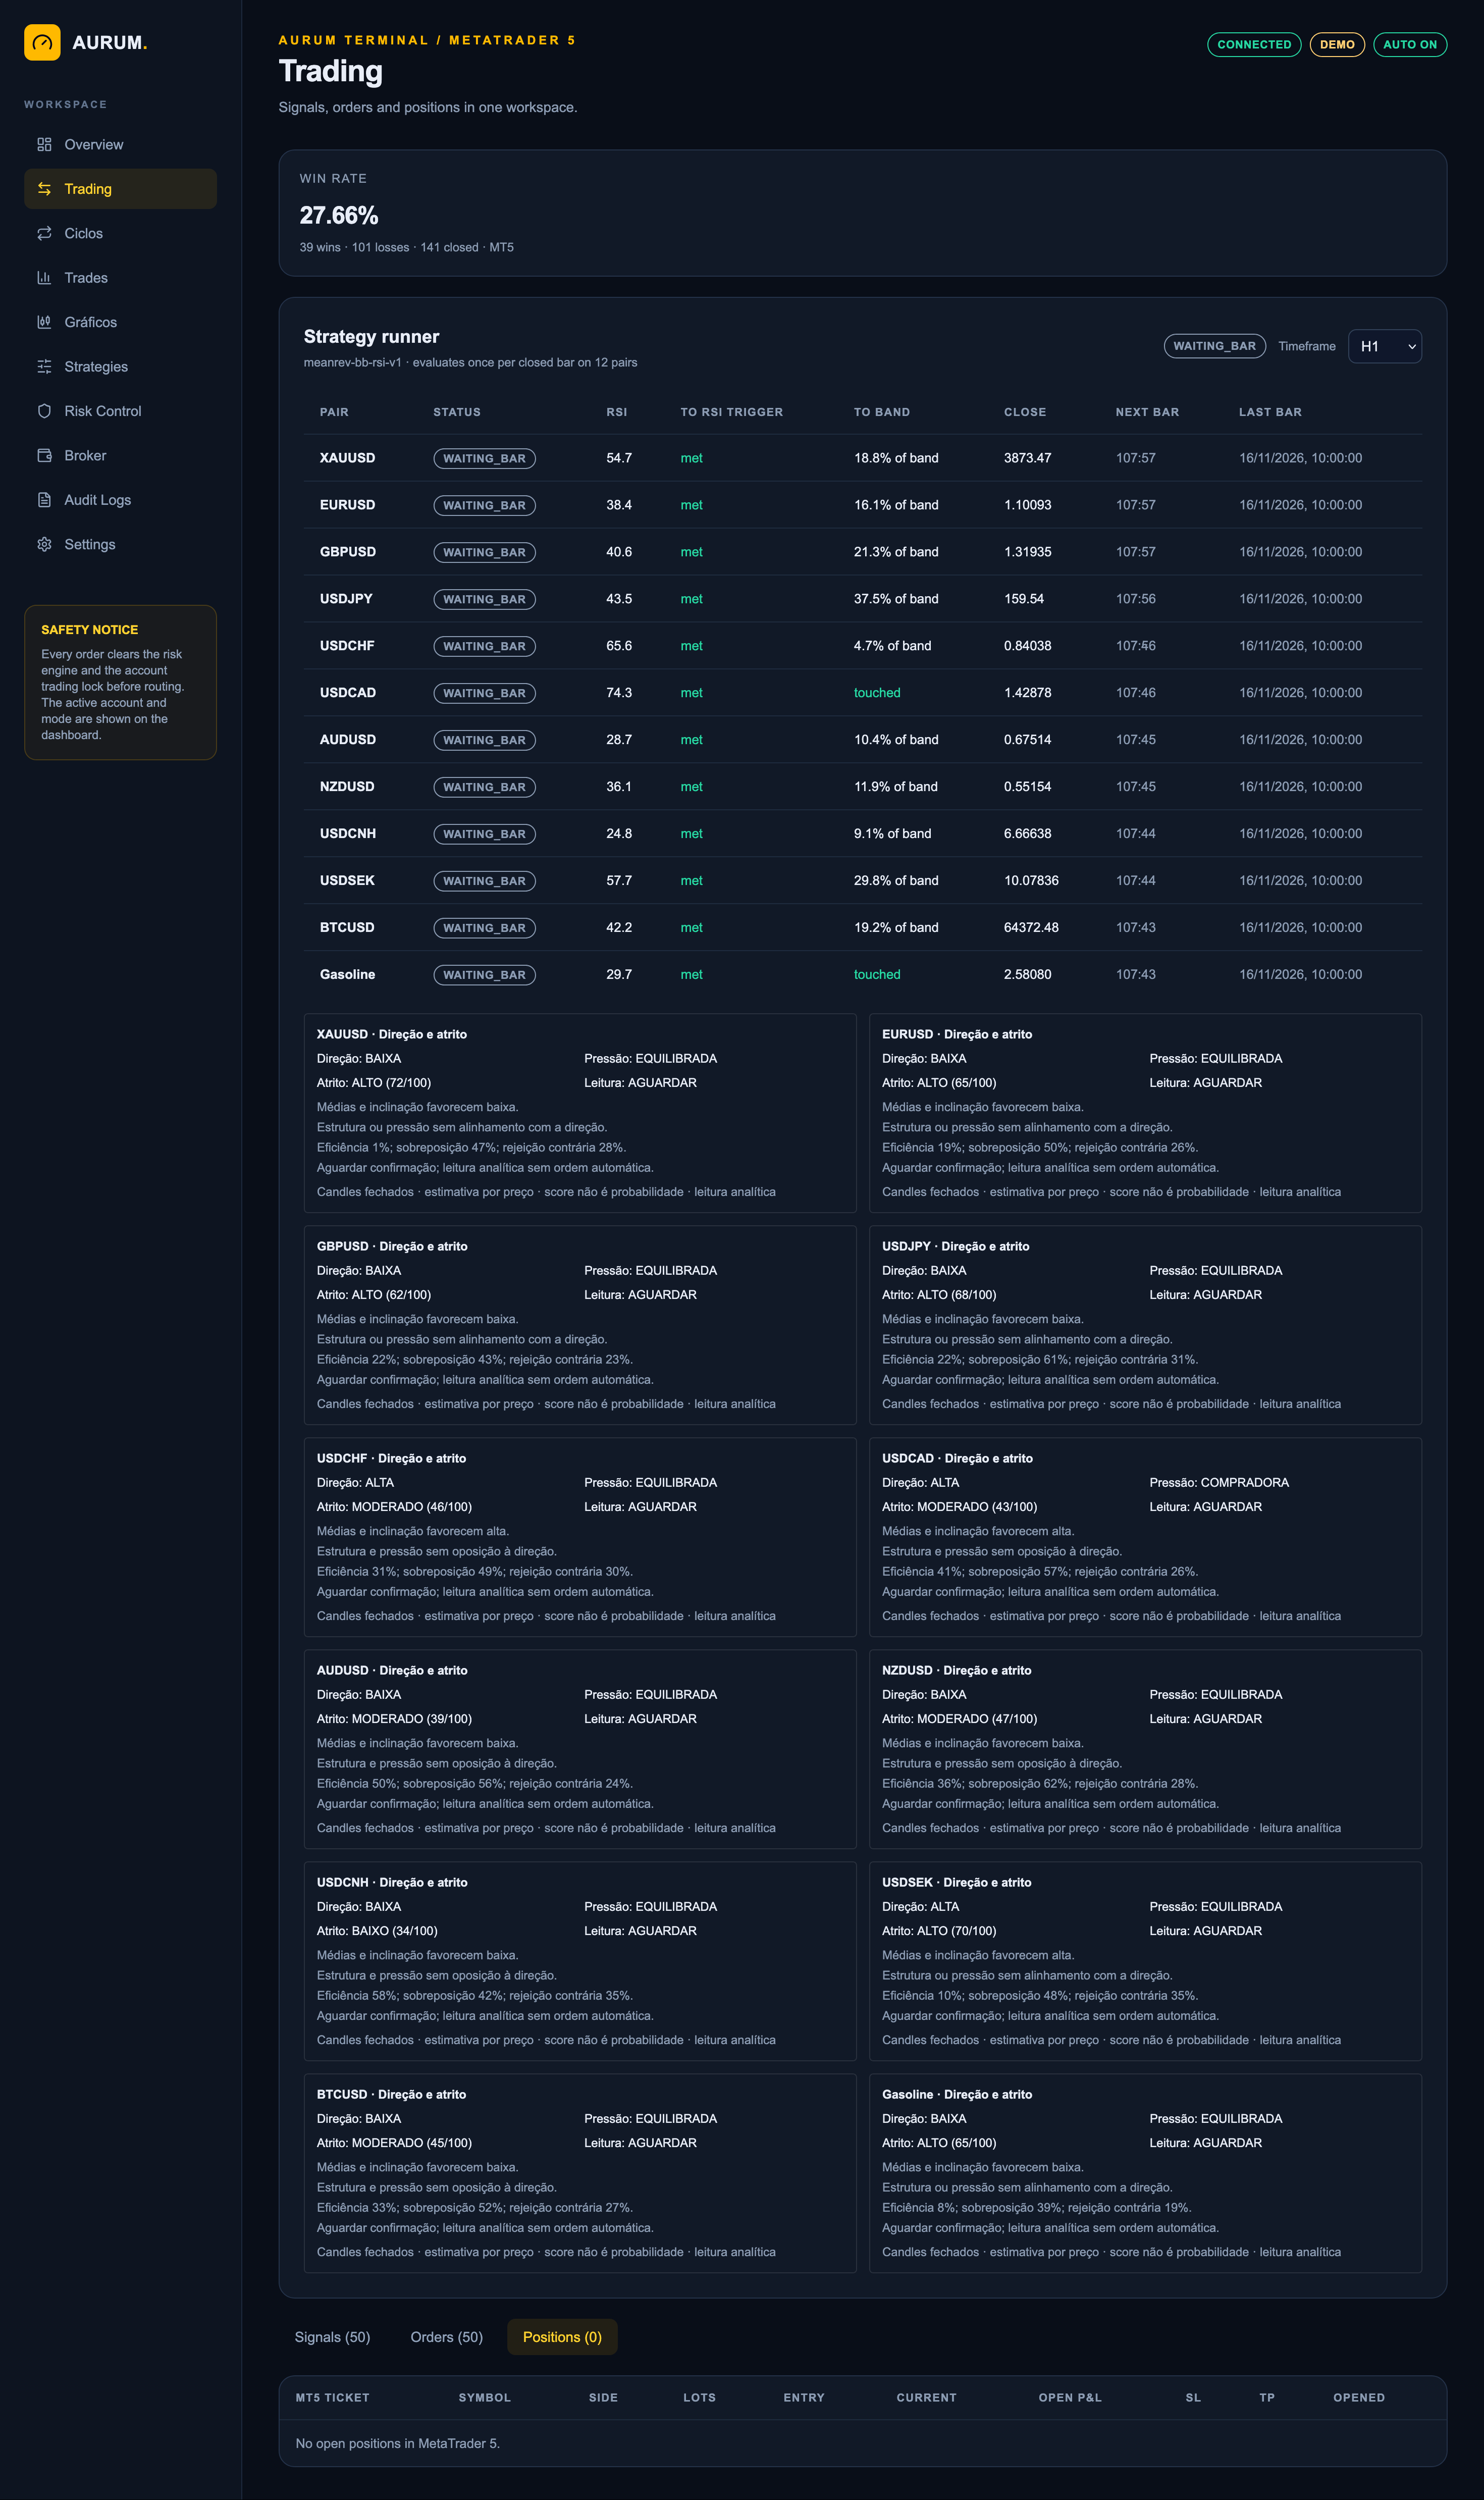 AURUM.
WORKSPACE
Overview
Trading
Ciclos
Trades
Gráficos
Strategies
Risk Control
Broker
Audit Logs
Settings
SAFETY NOTICE
Every order clears the risk
engine and the account
trading lock before routing.
The active account and
mode are shown on the
dashboard.
AURUM TERMINAL / METATRADER 5
CONNECTED DEMO AUTO ON
Trading
Signals, orders and positions in one workspace.
WIN RATE
27.66%
39 wins · 101 losses · 141 closed · MT5
Strategy runner
meanrev-bb-rsi-v1 · evaluates once per closed bar on 12 pairs
WAITING_BAR Timeframe H1
PAIR STATUS RSI TO RSI TRIGGER TO BAND CLOSE NEXT BAR LAST BAR
XAUUSD WAITING_BAR 54.7 met 18.8% of band 3873.47 107:57 16/11/2026, 10:00:00
EURUSD WAITING_BAR 38.4 met 16.1% of band 1.10093 107:57 16/11/2026, 10:00:00
GBPUSD WAITING_BAR 40.6 met 21.3% of band 1.31935 107:57 16/11/2026, 10:00:00
USDJPY WAITING_BAR 43.5 met 37.5% of band 159.54 107:56 16/11/2026, 10:00:00
USDCHF WAITING_BAR 65.6 met 4.7% of band 0.84038 107:46 16/11/2026, 10:00:00
USDCAD WAITING_BAR 74.3 met touched 1.42878 107:46 16/11/2026, 10:00:00
AUDUSD WAITING_BAR 28.7 met 10.4% of band 0.67514 107:45 16/11/2026, 10:00:00
NZDUSD WAITING_BAR 36.1 met 11.9% of band 0.55154 107:45 16/11/2026, 10:00:00
USDCNH WAITING_BAR 24.8 met 9.1% of band 6.66638 107:44 16/11/2026, 10:00:00
USDSEK WAITING_BAR 57.7 met 29.8% of band 10.07836 107:44 16/11/2026, 10:00:00
BTCUSD WAITING_BAR 42.2 met 19.2% of band 64372.48 107:43 16/11/2026, 10:00:00
Gasoline WAITING_BAR 29.7 met touched 2.58080 107:43 16/11/2026, 10:00:00
XAUUSD · Direção e atrito
Direção: BAIXA Pressão: EQUILIBRADA
Atrito: ALTO (72/100) Leitura: AGUARDAR
Médias e inclinação favorecem baixa.
Estrutura ou pressão sem alinhamento com a direção.
Eficiência 1%; sobreposição 47%; rejeição contrária 28%.
Aguardar confirmação; leitura analítica sem ordem automática.
Candles fechados · estimativa por preço · score não é probabilidade · leitura analítica
EURUSD · Direção e atrito
Direção: BAIXA Pressão: EQUILIBRADA
Atrito: ALTO (65/100) Leitura: AGUARDAR
Médias e inclinação favorecem baixa.
Estrutura ou pressão sem alinhamento com a direção.
Eficiência 19%; sobreposição 50%; rejeição contrária 26%.
Aguardar confirmação; leitura analítica sem ordem automática.
Candles fechados · estimativa por preço · score não é probabilidade · leitura analítica
GBPUSD · Direção e atrito
Direção: BAIXA Pressão: EQUILIBRADA
Atrito: ALTO (62/100) Leitura: AGUARDAR
Médias e inclinação favorecem baixa.
Estrutura ou pressão sem alinhamento com a direção.
Eficiência 22%; sobreposição 43%; rejeição contrária 23%.
Aguardar confirmação; leitura analítica sem ordem automática.
Candles fechados · estimativa por preço · score não é probabilidade · leitura analítica
USDJPY · Direção e atrito
Direção: BAIXA Pressão: EQUILIBRADA
Atrito: ALTO (68/100) Leitura: AGUARDAR
Médias e inclinação favorecem baixa.
Estrutura ou pressão sem alinhamento com a direção.
Eficiência 22%; sobreposição 61%; rejeição contrária 31%.
Aguardar confirmação; leitura analítica sem ordem automática.
Candles fechados · estimativa por preço · score não é probabilidade · leitura analítica
USDCHF · Direção e atrito
Direção: ALTA Pressão: EQUILIBRADA
Atrito: MODERADO (46/100) Leitura: AGUARDAR
Médias e inclinação favorecem alta.
Estrutura e pressão sem oposição à direção.
Eficiência 31%; sobreposição 49%; rejeição contrária 30%.
Aguardar confirmação; leitura analítica sem ordem automática.
Candles fechados · estimativa por preço · score não é probabilidade · leitura analítica
USDCAD · Direção e atrito
Direção: ALTA Pressão: COMPRADORA
Atrito: MODERADO (43/100) Leitura: AGUARDAR
Médias e inclinação favorecem alta.
Estrutura e pressão sem oposição à direção.
Eficiência 41%; sobreposição 57%; rejeição contrária 26%.
Aguardar confirmação; leitura analítica sem ordem automática.
Candles fechados · estimativa por preço · score não é probabilidade · leitura analítica
AUDUSD · Direção e atrito
Direção: BAIXA Pressão: EQUILIBRADA
Atrito: MODERADO (39/100) Leitura: AGUARDAR
Médias e inclinação favorecem baixa.
Estrutura e pressão sem oposição à direção.
Eficiência 50%; sobreposição 56%; rejeição contrária 24%.
Aguardar confirmação; leitura analítica sem ordem automática.
Candles fechados · estimativa por preço · score não é probabilidade · leitura analítica
NZDUSD · Direção e atrito
Direção: BAIXA Pressão: EQUILIBRADA
Atrito: MODERADO (47/100) Leitura: AGUARDAR
Médias e inclinação favorecem baixa.
Estrutura e pressão sem oposição à direção.
Eficiência 36%; sobreposição 62%; rejeição contrária 28%.
Aguardar confirmação; leitura analítica sem ordem automática.
Candles fechados · estimativa por preço · score não é probabilidade · leitura analítica
USDCNH · Direção e atrito
Direção: BAIXA Pressão: EQUILIBRADA
Atrito: BAIXO (34/100) Leitura: AGUARDAR
Médias e inclinação favorecem baixa.
Estrutura e pressão sem oposição à direção.
Eficiência 58%; sobreposição 42%; rejeição contrária 35%.
Aguardar confirmação; leitura analítica sem ordem automática.
Candles fechados · estimativa por preço · score não é probabilidade · leitura analítica
USDSEK · Direção e atrito
Direção: ALTA Pressão: EQUILIBRADA
Atrito: ALTO (70/100) Leitura: AGUARDAR
Médias e inclinação favorecem alta.
Estrutura ou pressão sem alinhamento com a direção.
Eficiência 10%; sobreposição 48%; rejeição contrária 35%.
Aguardar confirmação; leitura analítica sem ordem automática.
Candles fechados · estimativa por preço · score não é probabilidade · leitura analítica
BTCUSD · Direção e atrito
Direção: BAIXA Pressão: EQUILIBRADA
Atrito: MODERADO (45/100) Leitura: AGUARDAR
Médias e inclinação favorecem baixa.
Estrutura e pressão sem oposição à direção.
Eficiência 33%; sobreposição 52%; rejeição contrária 27%.
Aguardar confirmação; leitura analítica sem ordem automática.
Candles fechados · estimativa por preço · score não é probabilidade · leitura analítica
Gasoline · Direção e atrito
Direção: BAIXA Pressão: EQUILIBRADA
Atrito: ALTO (65/100) Leitura: AGUARDAR
Médias e inclinação favorecem baixa.
Estrutura ou pressão sem alinhamento com a direção.
Eficiência 8%; sobreposição 39%; rejeição contrária 19%.
Aguardar confirmação; leitura analítica sem ordem automática.
Candles fechados · estimativa por preço · score não é probabilidade · leitura analítica
Signals (50) Orders (50) Positions (0)
MT5 TICKET SYMBOL SIDE LOTS ENTRY CURRENT OPEN P&L SL TP OPENED
No open positions in MetaTrader 5.